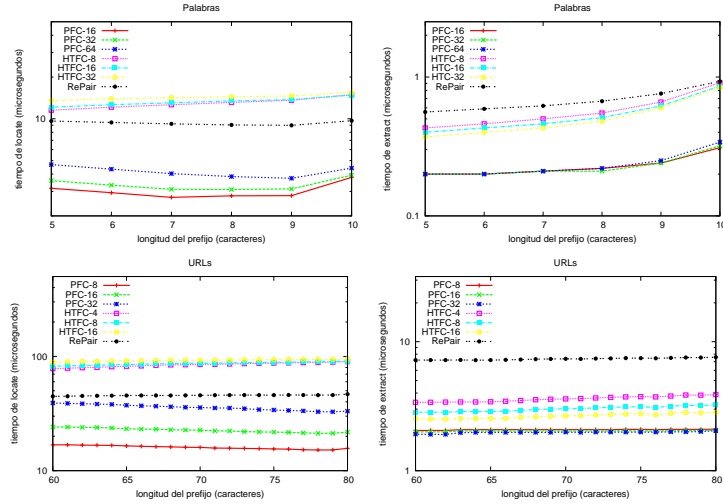 Palabras
PFC-16
PFC-32
PFC-64
HTFC-8
HTFC-16
HTFC-32
RePair
10
5 6 7 8 9 10
tiempo de locate (microsegundos)
longitud del prefijo (caracteres)
Palabras
PFC-16
PFC-32
PFC-64
HTFC-8
HTFC-16
HTFC-32
RePair
1
0.1
5 6 7 8 9 10
tiempo de extract (microsegundos)
longitud del prefijo (caracteres)
URLs
PFC-8
PFC-16
PFC-32
HTFC-4
HTFC-8
HTFC-16
RePair
100
10
60 65 70 75 80
tiempo de locate (microsegundos)
longitud del prefijo (caracteres)
URLs
PFC-8
PFC-16
PFC-32
HTFC-4
HTFC-8
HTFC-16
RePair
10
1
60 65 70 75 80
tiempo de extract (microsegundos)
longitud del prefijo (caracteres)